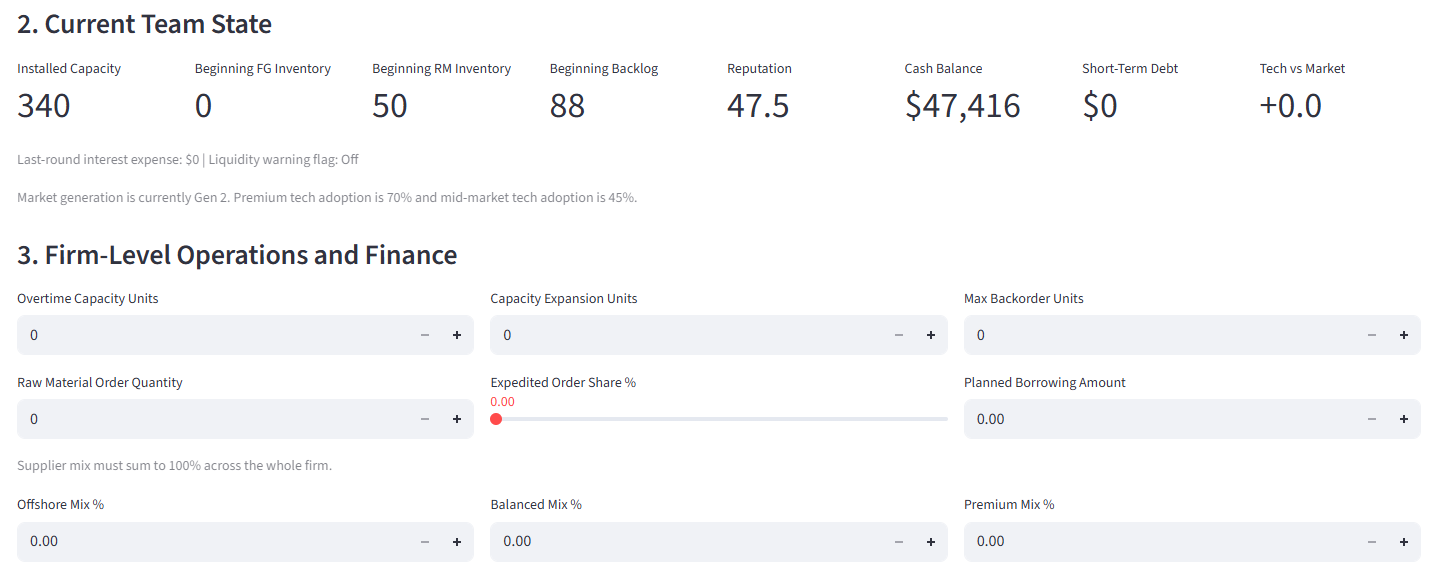 2. Current Team State
Installed Capacity Beginning FG Inventory Beginning RM Inventory Beginning Backlog Reputation Cash Balance Short-Term Debt Tech vs Market
340 0 50 88 47.5 $47,416 $0 +0.0
Last-round interest expense: $0 | Liquidity warning flag: Off
Market generation is currently Gen 2. Premium tech adoption is 70% and mid-market tech adoption is 45%.
3. Firm-Level Operations and Finance
Overtime Capacity Units Capacity Expansion Units Max Backorder Units
0 − + 0 − + 0 − +
Raw Material Order Quantity Expedited Order Share % Planned Borrowing Amount
0 − + 0.00 0.00 − +
Supplier mix must sum to 100% across the whole firm.
Offshore Mix % Balanced Mix % Premium Mix %
0.00 − + 0.00 − + 0.00 − +